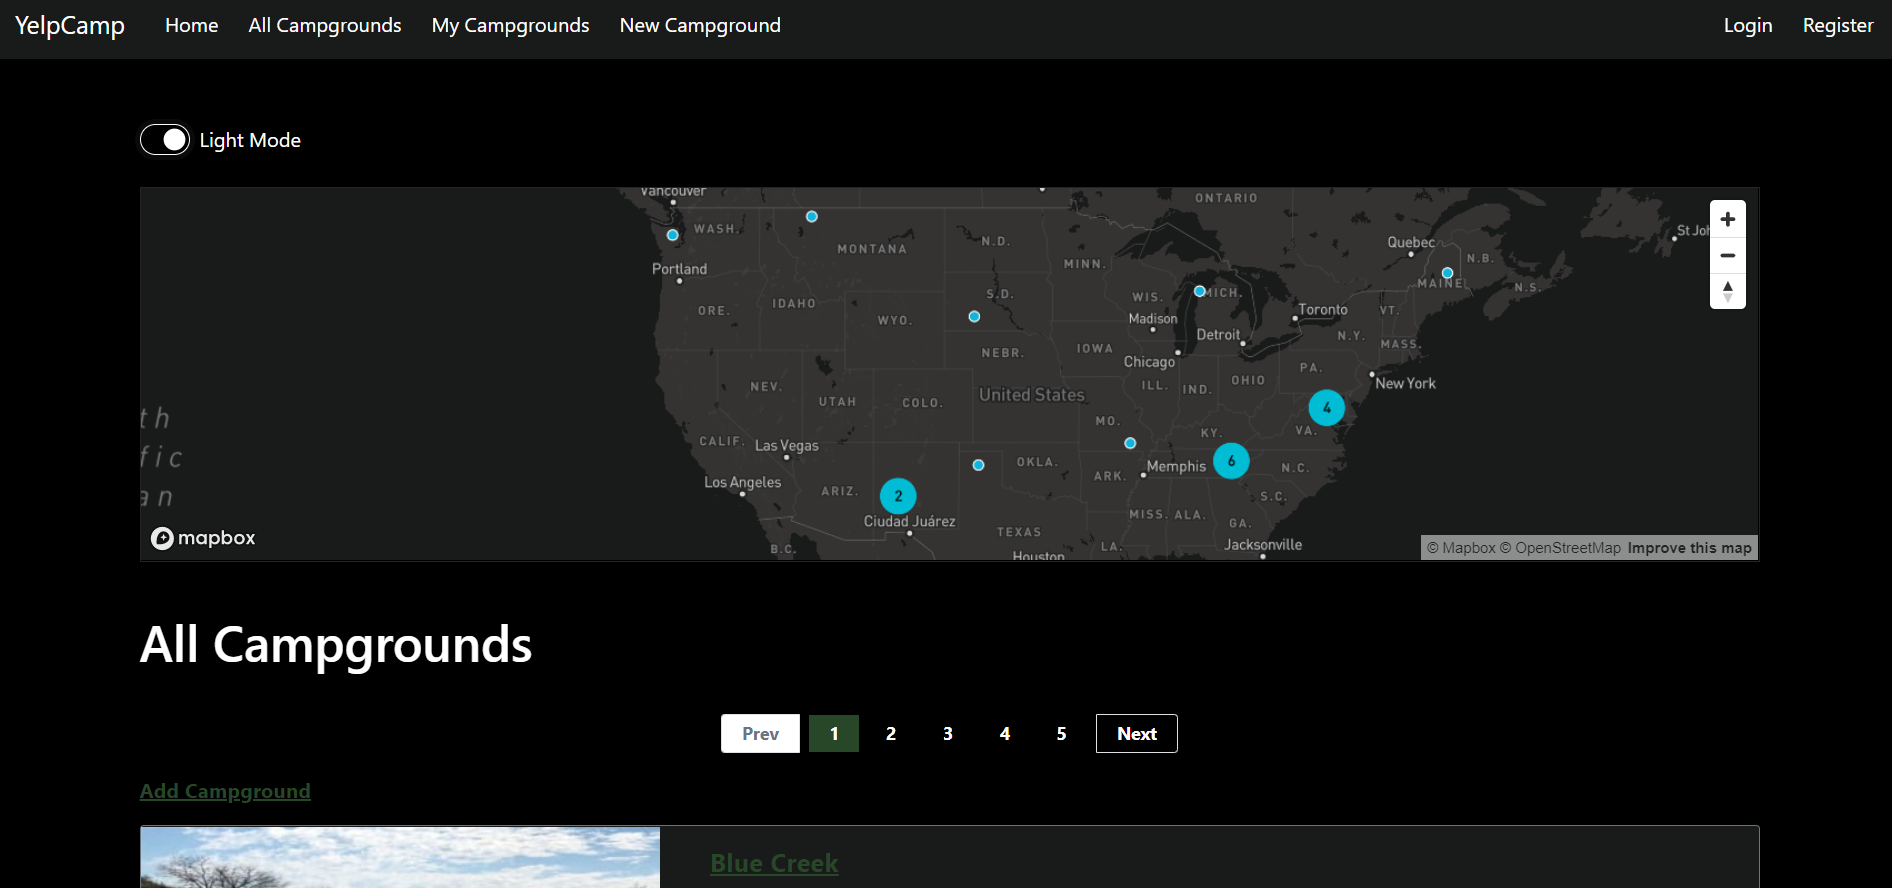 YelpCamp Home All Campgrounds My Campgrounds New Campground Login Register
Light Mode
Vancouver
ONTARIO
WASH.
St Joh
MONTANA
N.D.
Quebec
N.B.
MINN.
Portland
MAINE
N.S.
S.D.
MICH.
WIS.
IDAHO
ORE.
Toronto
VT.
WYO.
Madison
Detroit
N.Y.
MASS.
NEBR.
IOWA
Chicago
PA.
OHIO
NEV.
ILL.
IND.
New York
United States
UTAH
COLO.
4
th
MO.
KY.
VA.
CALIF.
Las Vegas
fic
OKLA.
6
Memphis
N.C.
ARK.
Los Angeles
ARIZ.
2
an
S.C.
MISS.
ALA.
Ciudad Juárez
GA.
TEXAS
mapbox
B.C.
LA.
Jacksonville
Houston
© Mapbox © OpenStreetMap Improve this map
All Campgrounds
Prev 1 2 3 4 5 Next
Add Campground
Blue Creek